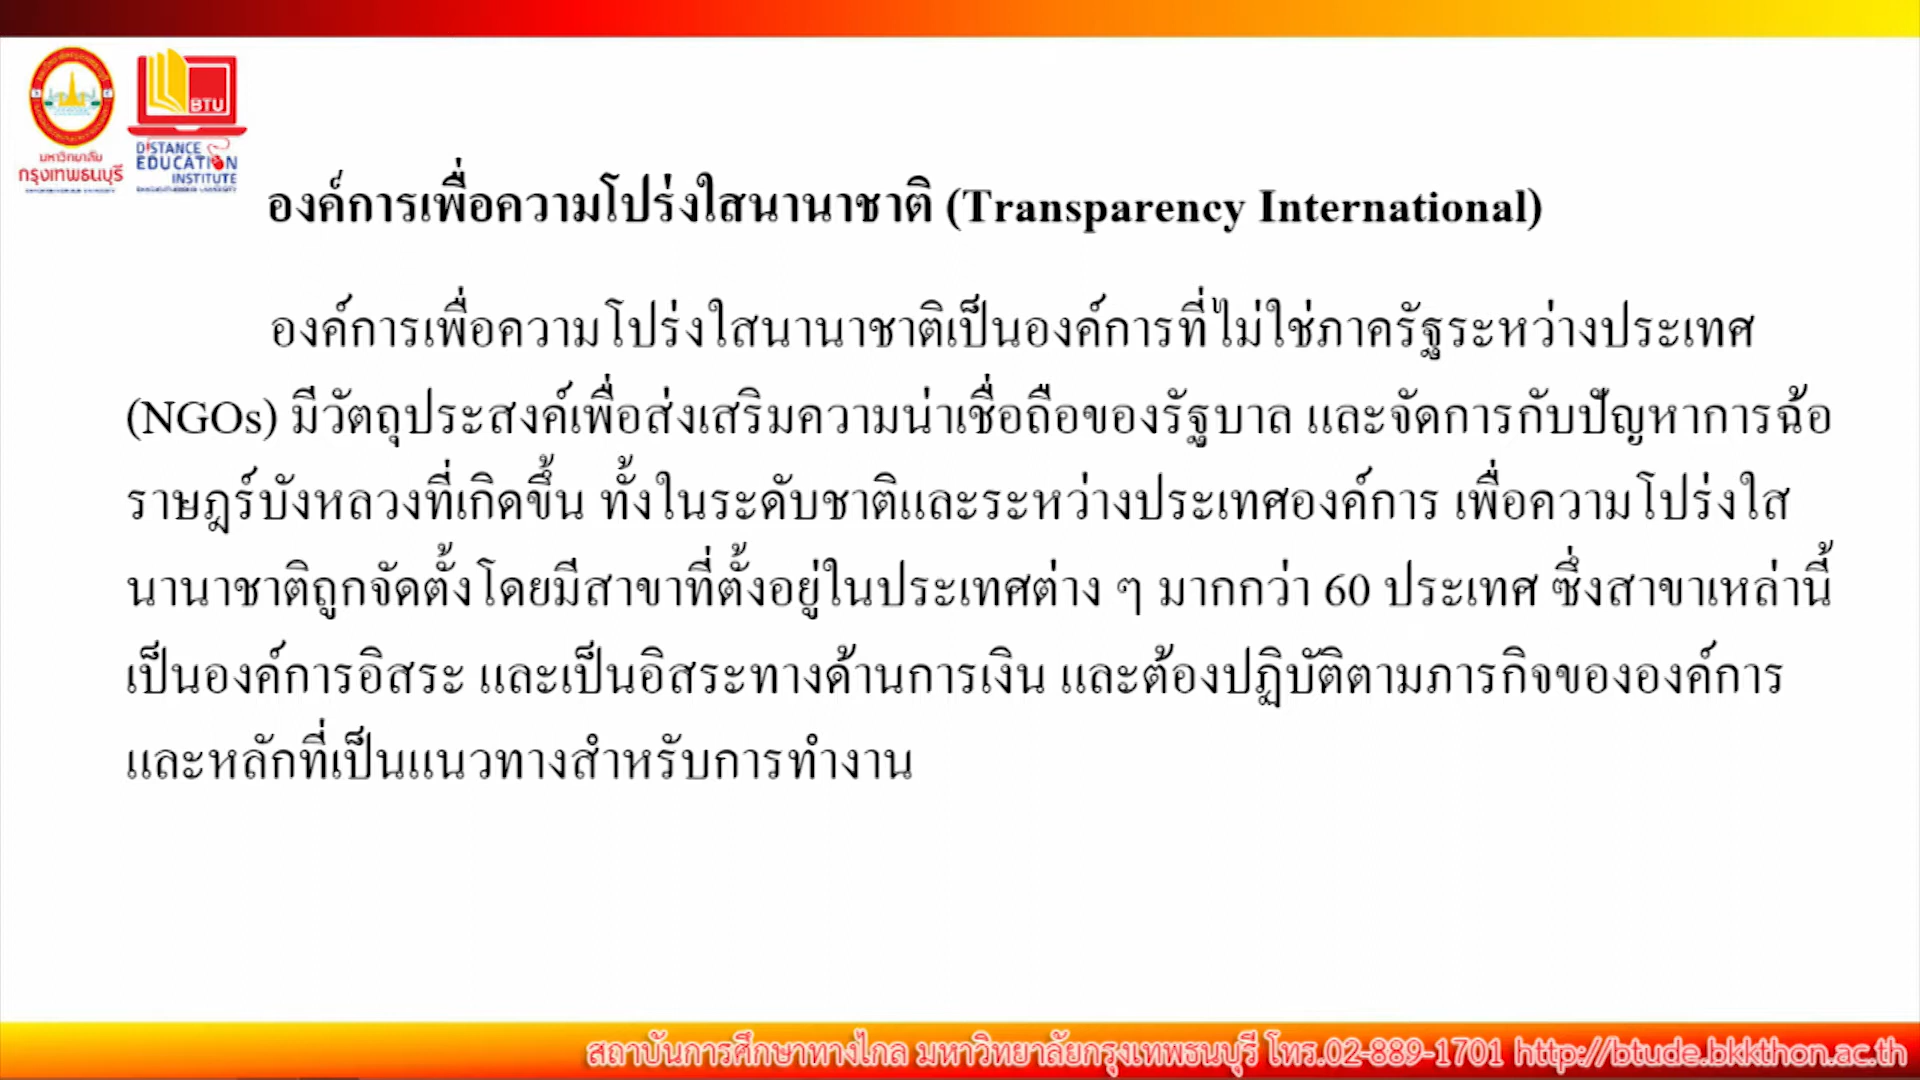 มหาวิทยาลัย
กรุงเทพธนบุรี
BTU
DISTANCE
EDUCATION
INSTITUTE
องค์การเพื่อความโปร่งใสนานาชาติ (Transparency International)
องค์การเพื่อความโปร่งใสนานาชาติเป็นองค์การที่ไม่ใช่ภาครัฐระหว่างประเทศ
(NGOs) มีวัตถุประสงค์เพื่อส่งเสริมความน่าเชื่อถือของรัฐบาล และจัดการกับปัญหาการฉ้อ
ราษฎร์บังหลวงที่เกิดขึ้น ทั้งในระดับชาติและระหว่างประเทศองค์การ เพื่อความโปร่งใส
นานาชาติถูกจัดตั้งโดยมีสาขาที่ตั้งอยู่ในประเทศต่าง ๆ มากกว่า 60 ประเทศ ซึ่งสาขาเหล่านี้
เป็นองค์การอิสระ และเป็นอิสระทางด้านการเงิน และต้องปฏิบัติตามภารกิจขององค์การ
และหลักที่เป็นแนวทางสำหรับการทำงาน
สถาบันการศึกษาทางไกล มหาวิทยาลัยกรุงเทพธนบุรี โทร.02-889-1701 http://btude.bkkthon.ac.th